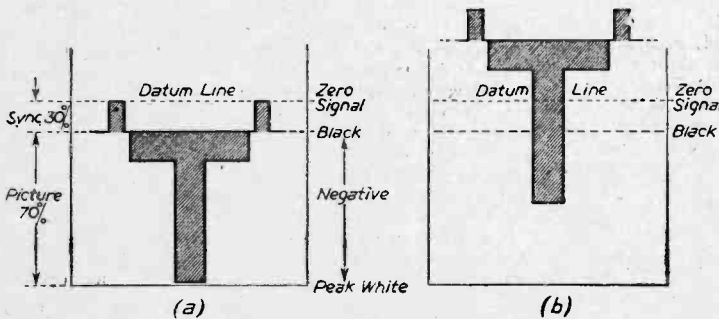 Datum Line
Zero
Signal
Sync 30%
Black
Picture
70%
Negative
Peak White
(a)
Datum Line
Zero
Signal
Black
(b)